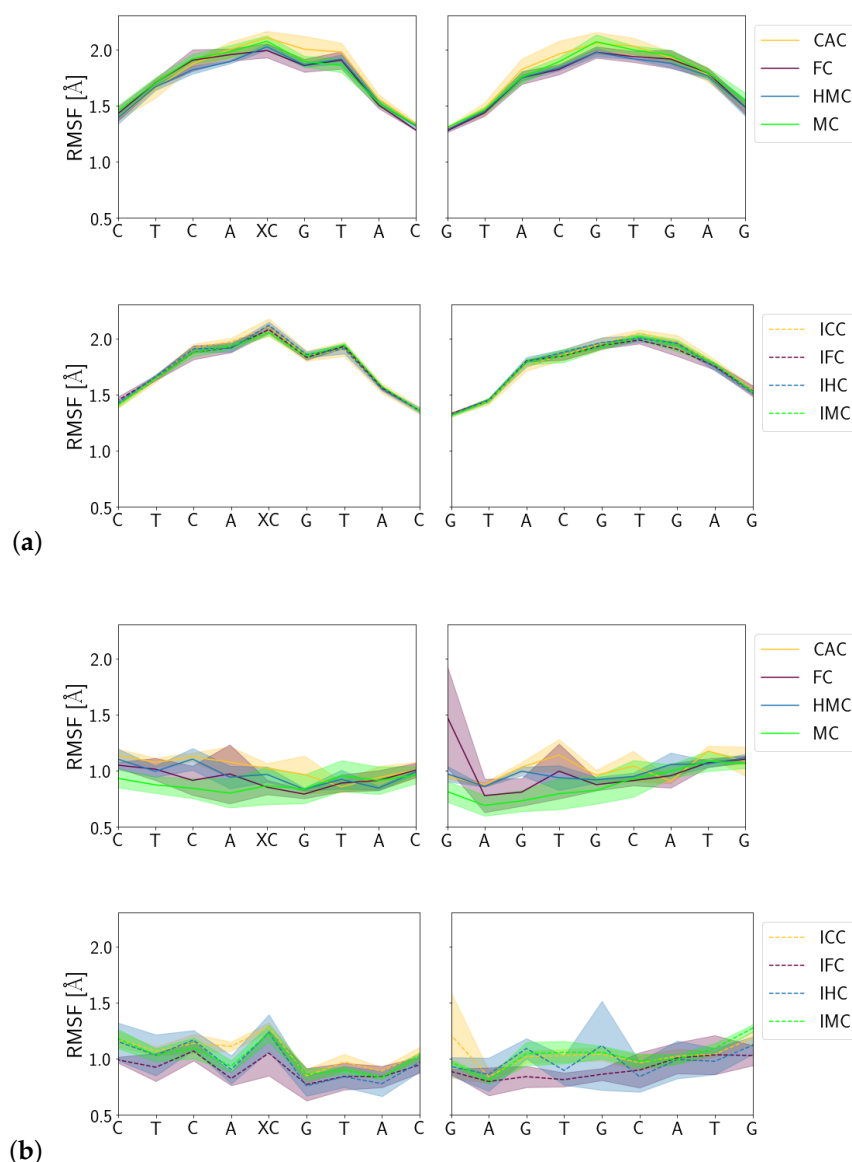 2.0
1.5
1.0
0.5
RMSF [Å]
C T C A XC G T A C
G T A C G T G A G
CAC
FC
HMC
MC
2.0
1.5
1.0
0.5
RMSF [Å]
C T C A XC G T A C
G T A C G T G A G
ICC
IFC
IHC
IMC
(a)
2.0
1.5
1.0
0.5
RMSF [Å]
C T C A XC G T A C
G A G T G C A T G
CAC
FC
HMC
MC
2.0
1.5
1.0
0.5
RMSF [Å]
C T C A XC G T A C
G A G T G C A T G
ICC
IFC
IHC
IMC
(b)